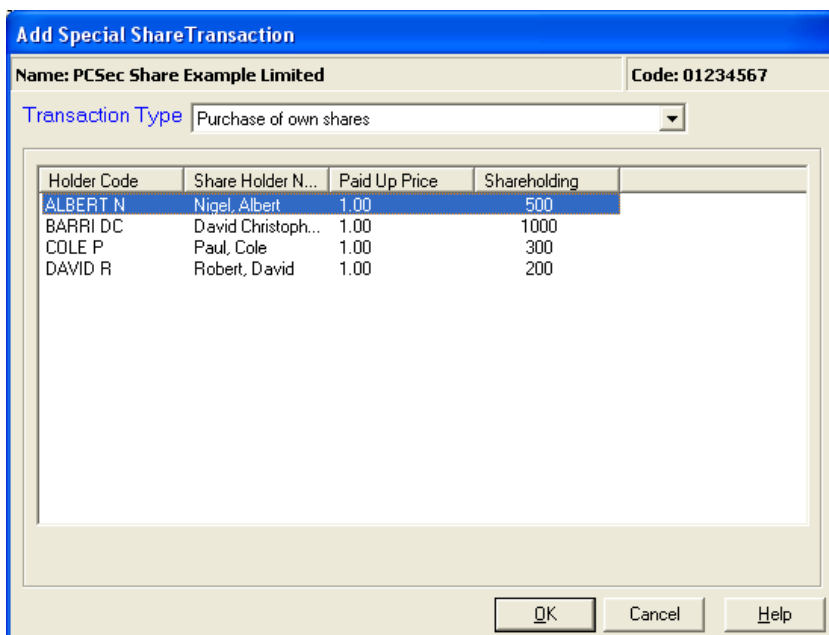 Add Special ShareTransaction
Name: PCSec Share Example Limited Code: 01234567
Transaction Type Purchase of own shares
Holder Code Share Holder N... Paid Up Price Shareholding
ALBERT N Nigel, Albert 1.00 500
BARRI DC David Christoph... 1.00 1000
COLE P Paul, Cole 1.00 300
DAVID R Robert, David 1.00 200
OK Cancel Help